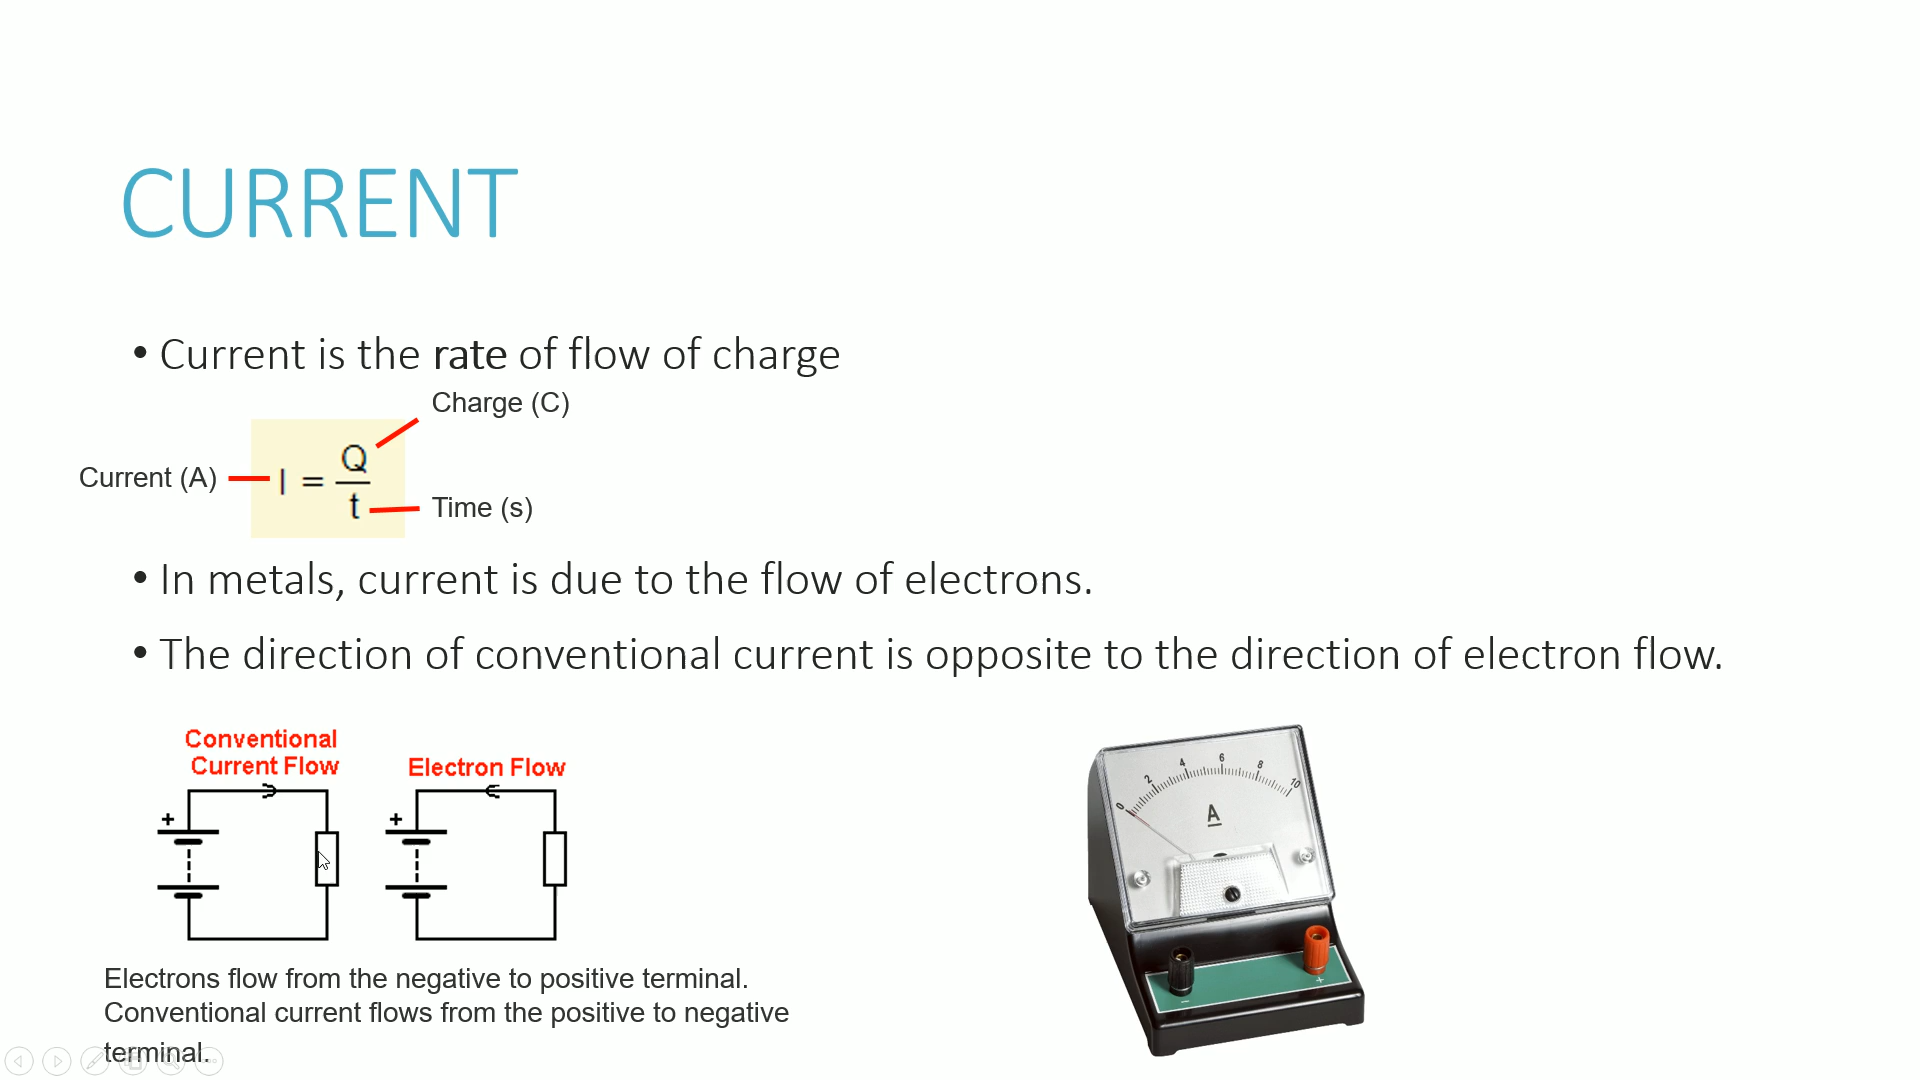 CURRENT
• Current is the rate of flow of charge
Charge (C)
Current (A)
I = Q
t
Time (s)
• In metals, current is due to the flow of electrons.
• The direction of conventional current is opposite to the direction of electron flow.
Conventional
Current Flow
Electron Flow
+
+
0 2 4 6 8 10
A
− +
Electrons flow from the negative to positive terminal.
Conventional current flows from the positive to negative
terminal.